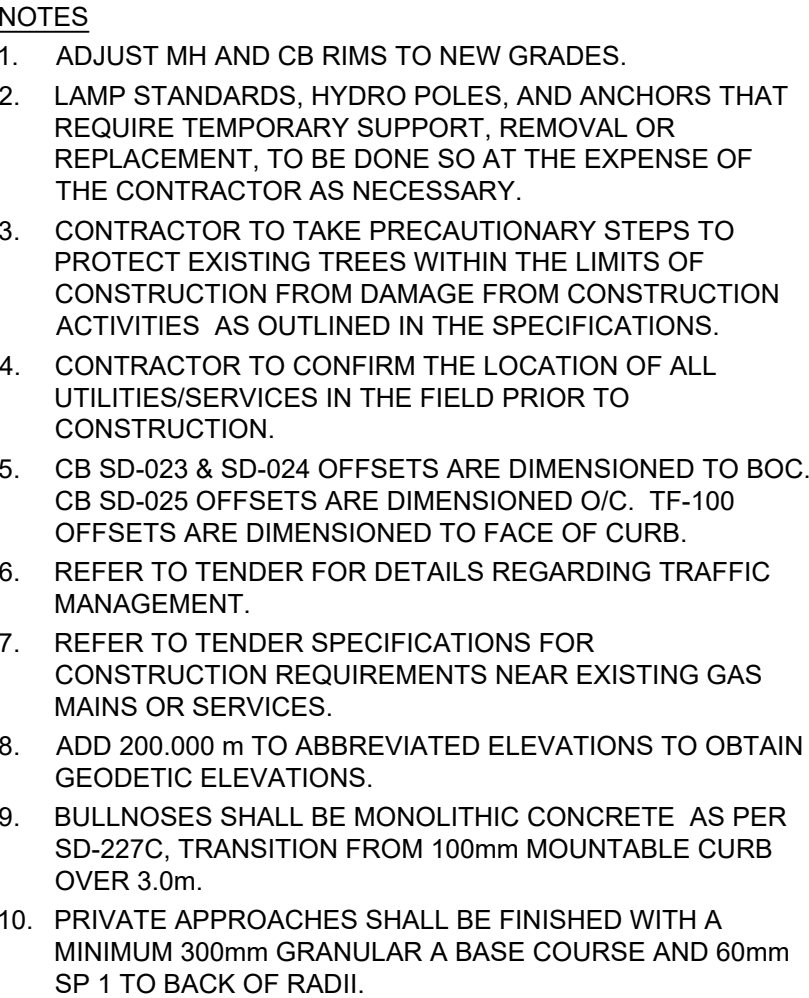 NOTES
1. ADJUST MH AND CB RIMS TO NEW GRADES.
2. LAMP STANDARDS, HYDRO POLES, AND ANCHORS THAT
REQUIRE TEMPORARY SUPPORT, REMOVAL OR
REPLACEMENT, TO BE DONE SO AT THE EXPENSE OF
THE CONTRACTOR AS NECESSARY.
3. CONTRACTOR TO TAKE PRECAUTIONARY STEPS TO
PROTECT EXISTING TREES WITHIN THE LIMITS OF
CONSTRUCTION FROM DAMAGE FROM CONSTRUCTION
ACTIVITIES AS OUTLINED IN THE SPECIFICATIONS.
4. CONTRACTOR TO CONFIRM THE LOCATION OF ALL
UTILITIES/SERVICES IN THE FIELD PRIOR TO
CONSTRUCTION.
5. CB SD-023 & SD-024 OFFSETS ARE DIMENSIONED TO BOC.
CB SD-025 OFFSETS ARE DIMENSIONED O/C. TF-100
OFFSETS ARE DIMENSIONED TO FACE OF CURB.
6. REFER TO TENDER FOR DETAILS REGARDING TRAFFIC
MANAGEMENT.
7. REFER TO TENDER SPECIFICATIONS FOR
CONSTRUCTION REQUIREMENTS NEAR EXISTING GAS
MAINS OR SERVICES.
8. ADD 200.000 m TO ABBREVIATED ELEVATIONS TO OBTAIN
GEODETIC ELEVATIONS.
9. BULLNOSES SHALL BE MONOLITHIC CONCRETE AS PER
SD-227C, TRANSITION FROM 100mm MOUNTABLE CURB
OVER 3.0m.
10. PRIVATE APPROACHES SHALL BE FINISHED WITH A
MINIMUM 300mm GRANULAR A BASE COURSE AND 60mm
SP 1 TO BACK OF RADII.